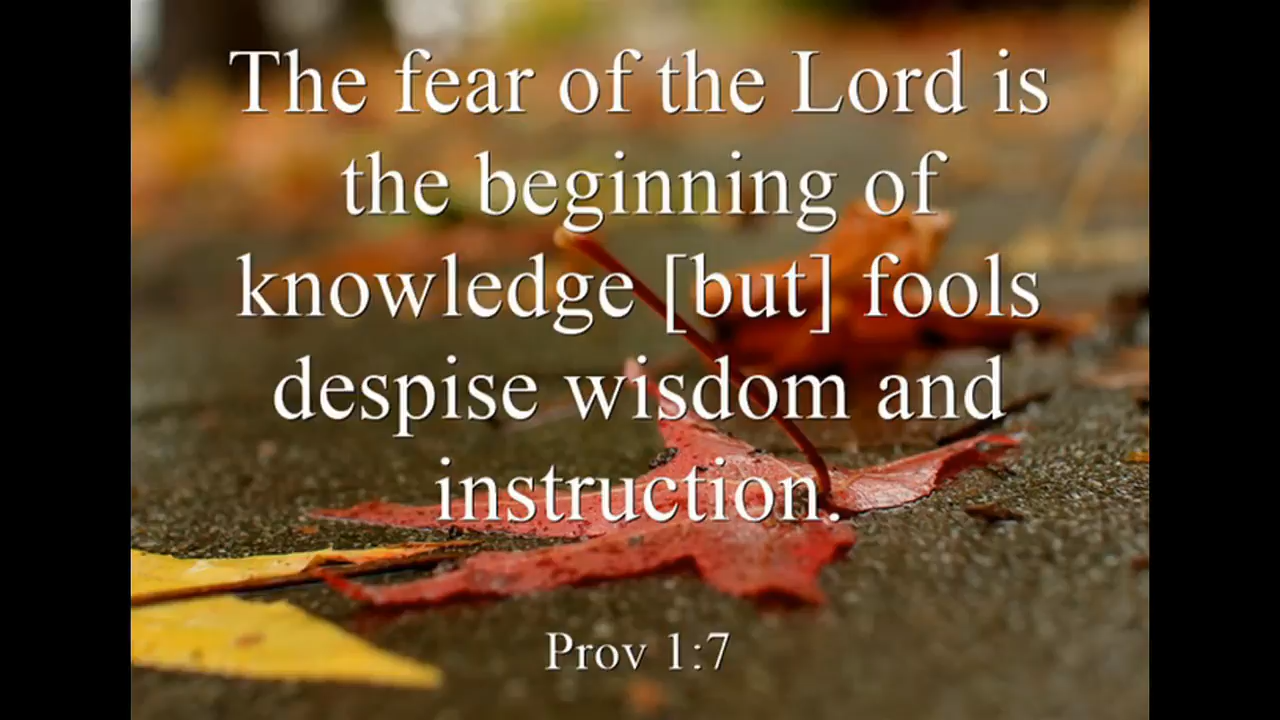 The fear of the Lord is
the beginning of
knowledge [but] fools
despise wisdom and
instruction.
Prov 1:7